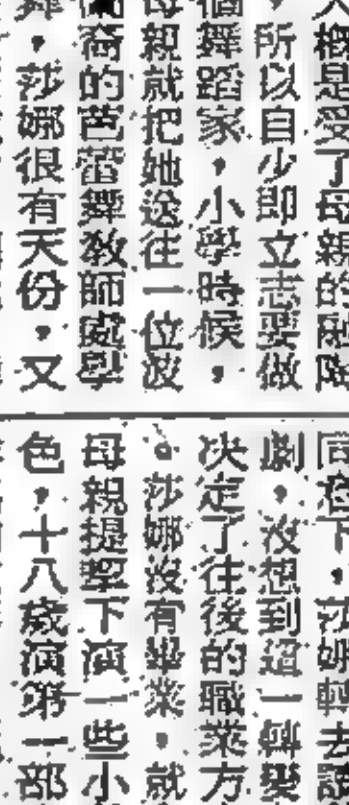 大概是受了母親的薰陶
，所以自少即立志要做
個舞蹈家，小學時候，
母親就把她送往一位波
蘭裔的芭蕾舞教師處學
舞，莎娜很有天份，又
同意下，莎娜轉去讀
劇，沒想到這一轉變
決定了往後的職業方
。莎娜沒有畢業，就
母親提挈下演一些小
色，十八歲演第一部